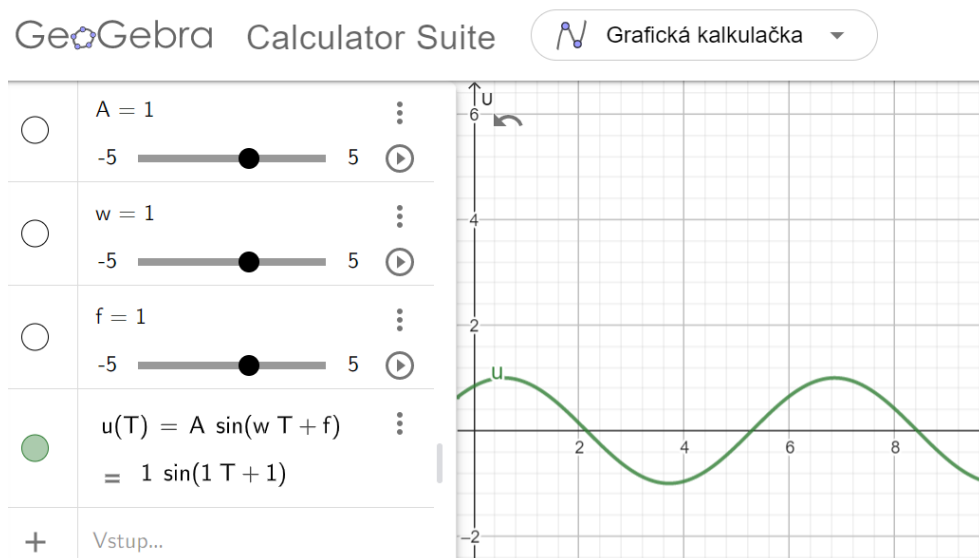 GeoGebra Calculator Suite Grafická kalkulačka
A = 1
-5 5
w = 1
-5 5
f = 1
-5 5
u(T) = A sin(w T + f)
= 1 sin(1 T + 1)
+ Vstup...
U
6
4
2
u
2 4 6 8
-2